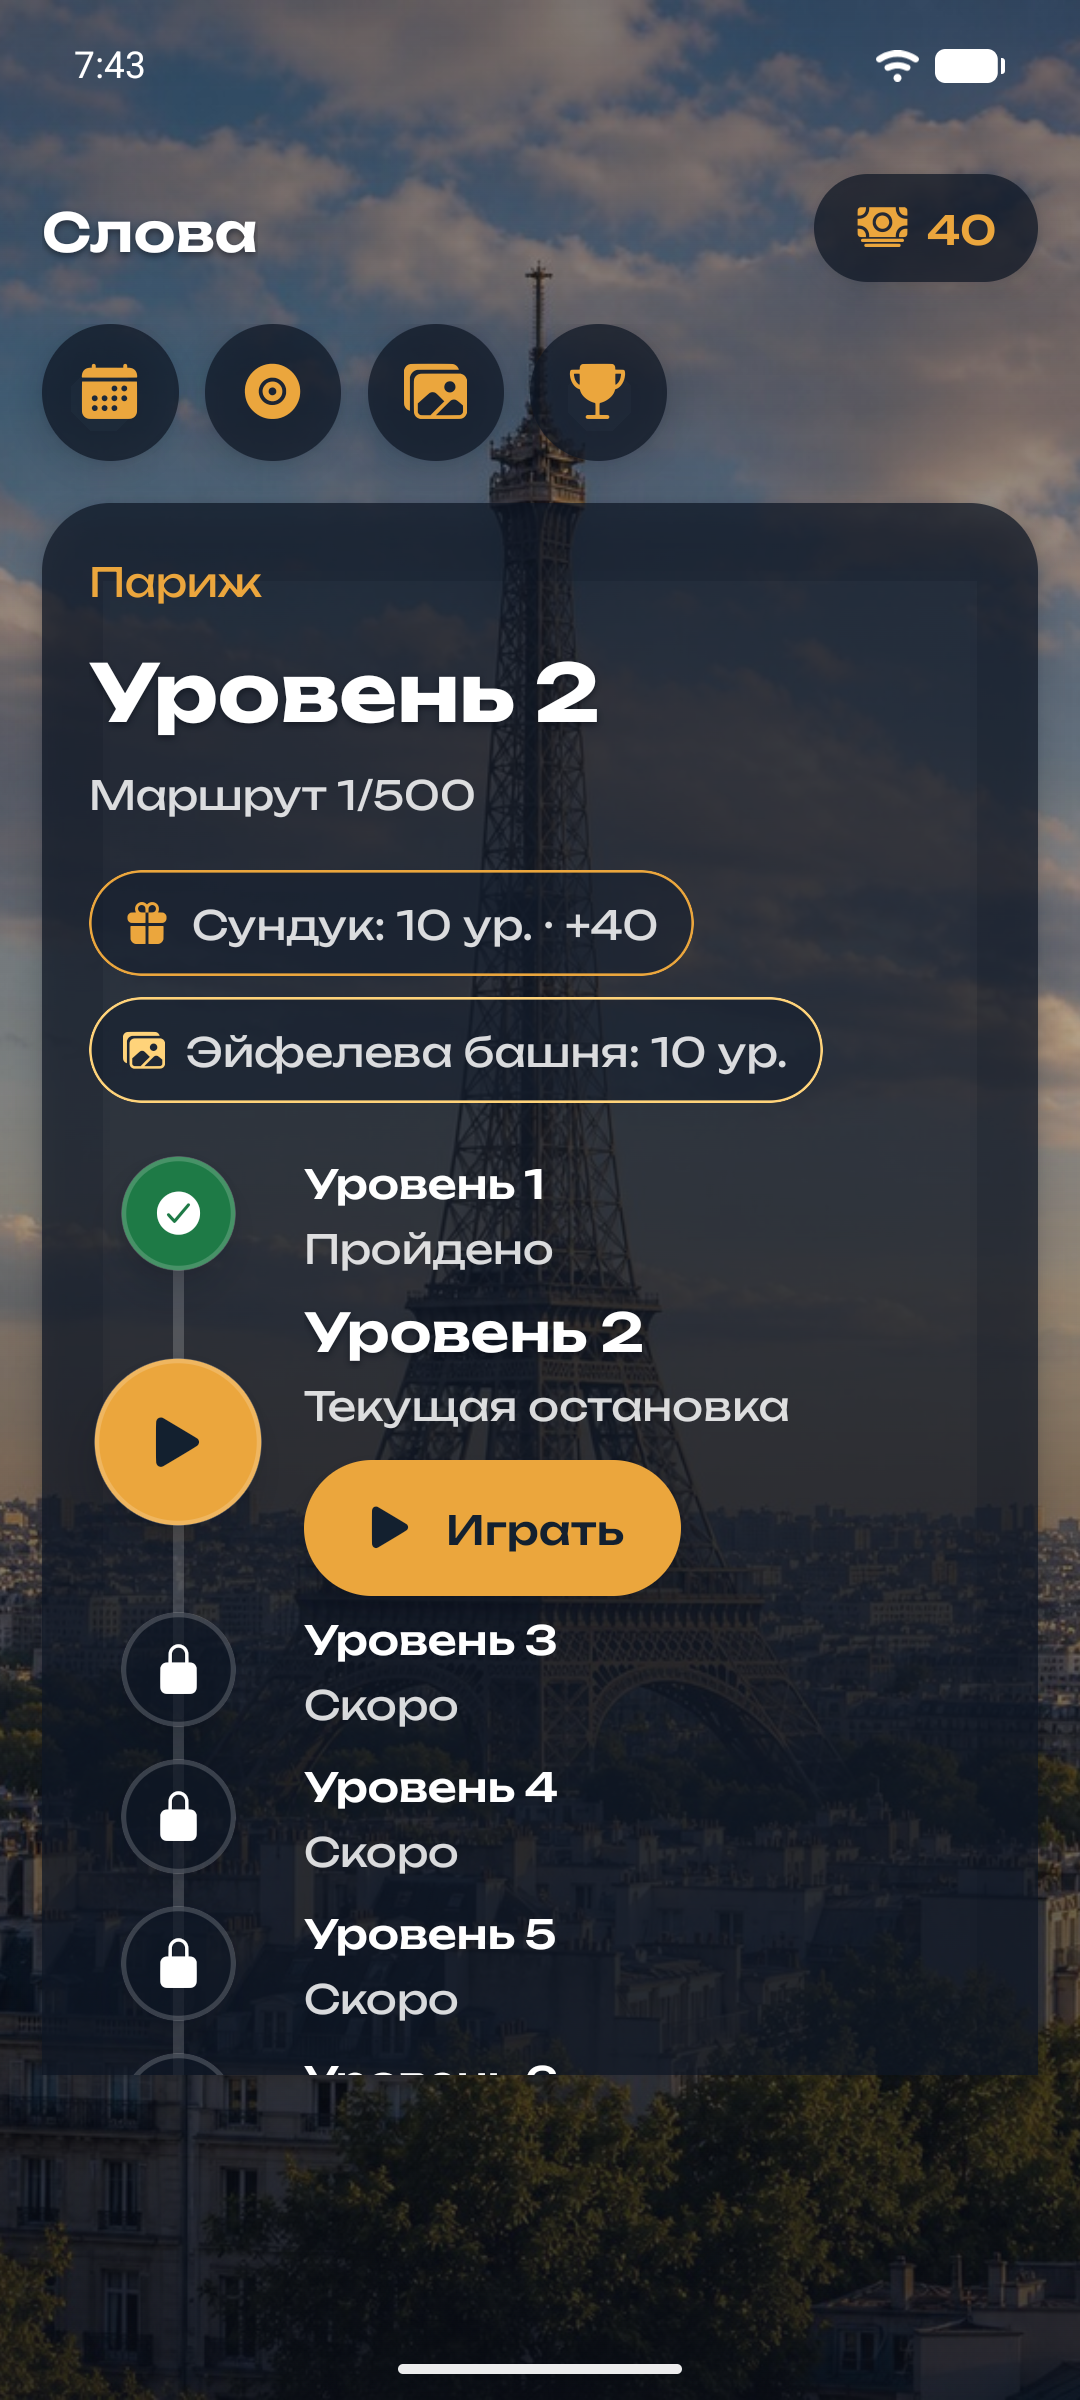 7:43
Слова
40
Париж
Уровень 2
Маршрут 1/500
Сундук: 10 ур. · +40
Эйфелева башня: 10 ур.
Уровень 1
Пройдено
Уровень 2
Текущая остановка
Играть
Уровень 3
Скоро
Уровень 4
Скоро
Уровень 5
Скоро